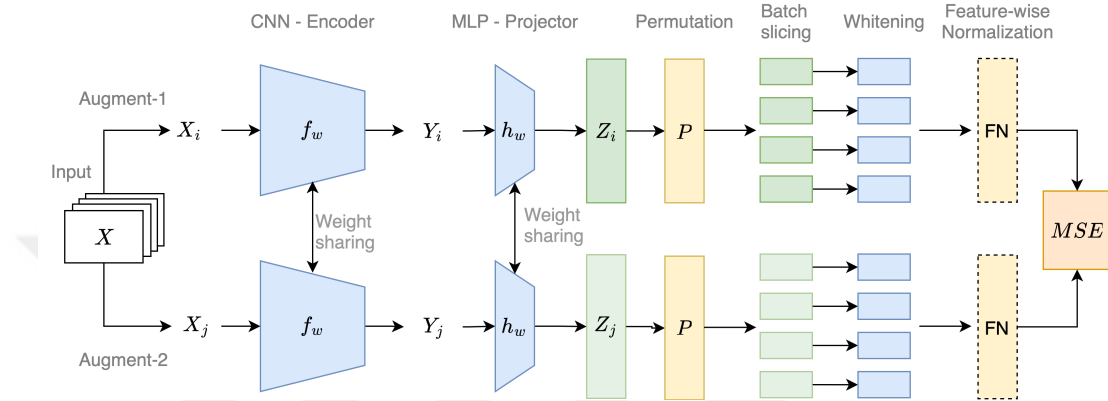 CNN - Encoder
MLP - Projector
Permutation
Batch
slicing
Whitening
Feature-wise
Normalization
Augment-1
X_i
f_w
Y_i
h_w
Z_i
P
FN
Input
X
Weight
sharing
Weight
sharing
MSE
X_j
f_w
Y_j
h_w
Z_j
P
FN
Augment-2